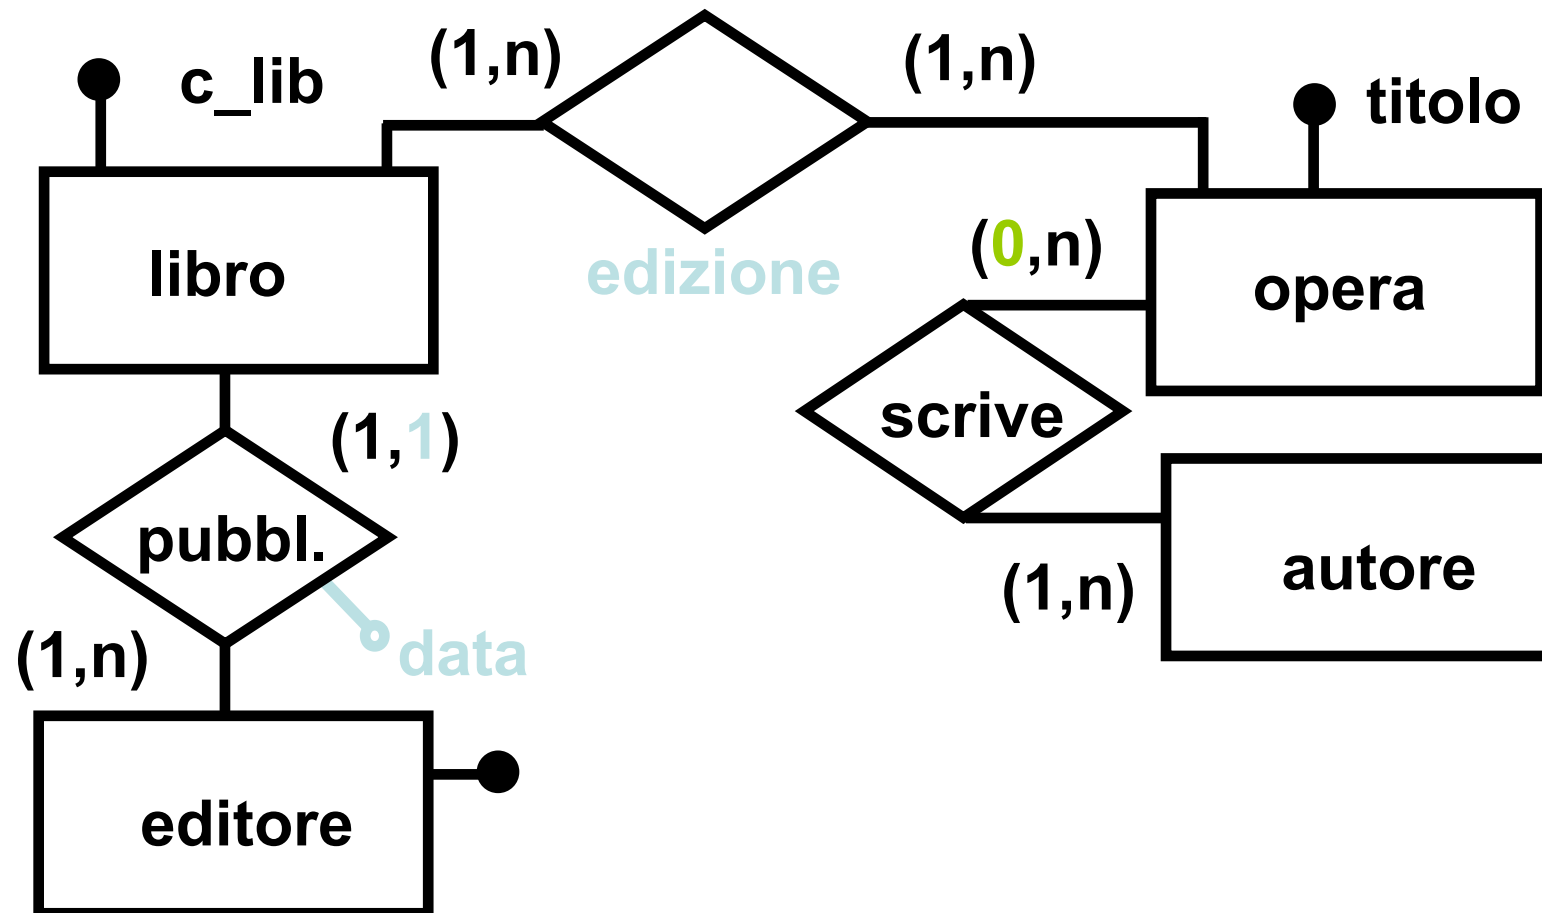 (1,n)
(1,n)
c_lib
titolo
libro
edizione
(0,n)
opera
(1,1)
scrive
pubbl.
(1,n)
autore
(1,n)
data
editore